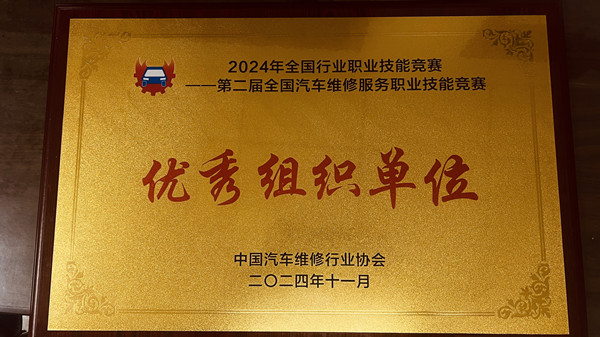 2024年全国行业职业技能竞赛
——第二届全国汽车维修服务职业技能竞赛
优秀组织单位
中国汽车维修行业协会
二〇二四年十一月